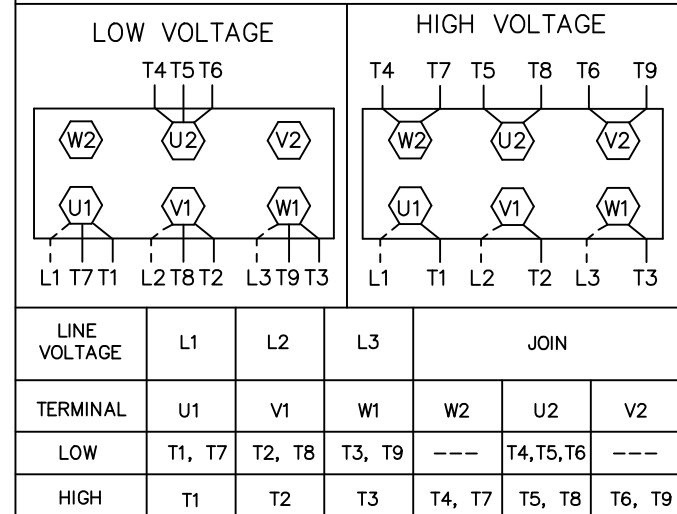 LOW VOLTAGE
T4 T5 T6
W2 U2 V2
U1 V1 W1
L1 T7 T1 L2 T8 T2 L3 T9 T3
HIGH VOLTAGE
T4 T7 T5 T8 T6 T9
W2 U2 V2
U1 V1 W1
L1 T1 L2 T2 L3 T3
LINE VOLTAGE L1 L2 L3 JOIN
TERMINAL U1 V1 W1 W2 U2 V2
LOW T1, T7 T2, T8 T3, T9 --- T4,T5,T6 ---
HIGH T1 T2 T3 T4, T7 T5, T8 T6, T9